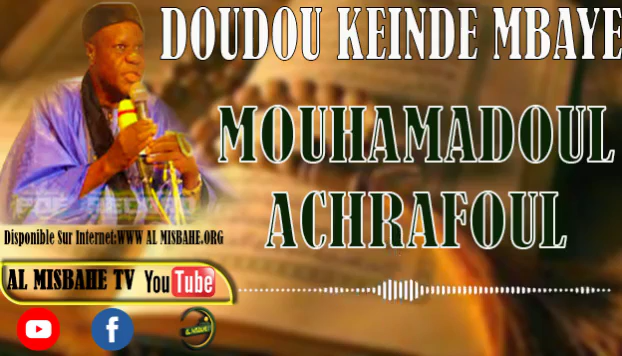 DOUDOU KEINDE MBAYE
MOUHAMADOUL
ACHRAFOUL
Disponible Sur Internet:WWW AL MISBAHE.ORG
AL MISBAHE TV YouTube